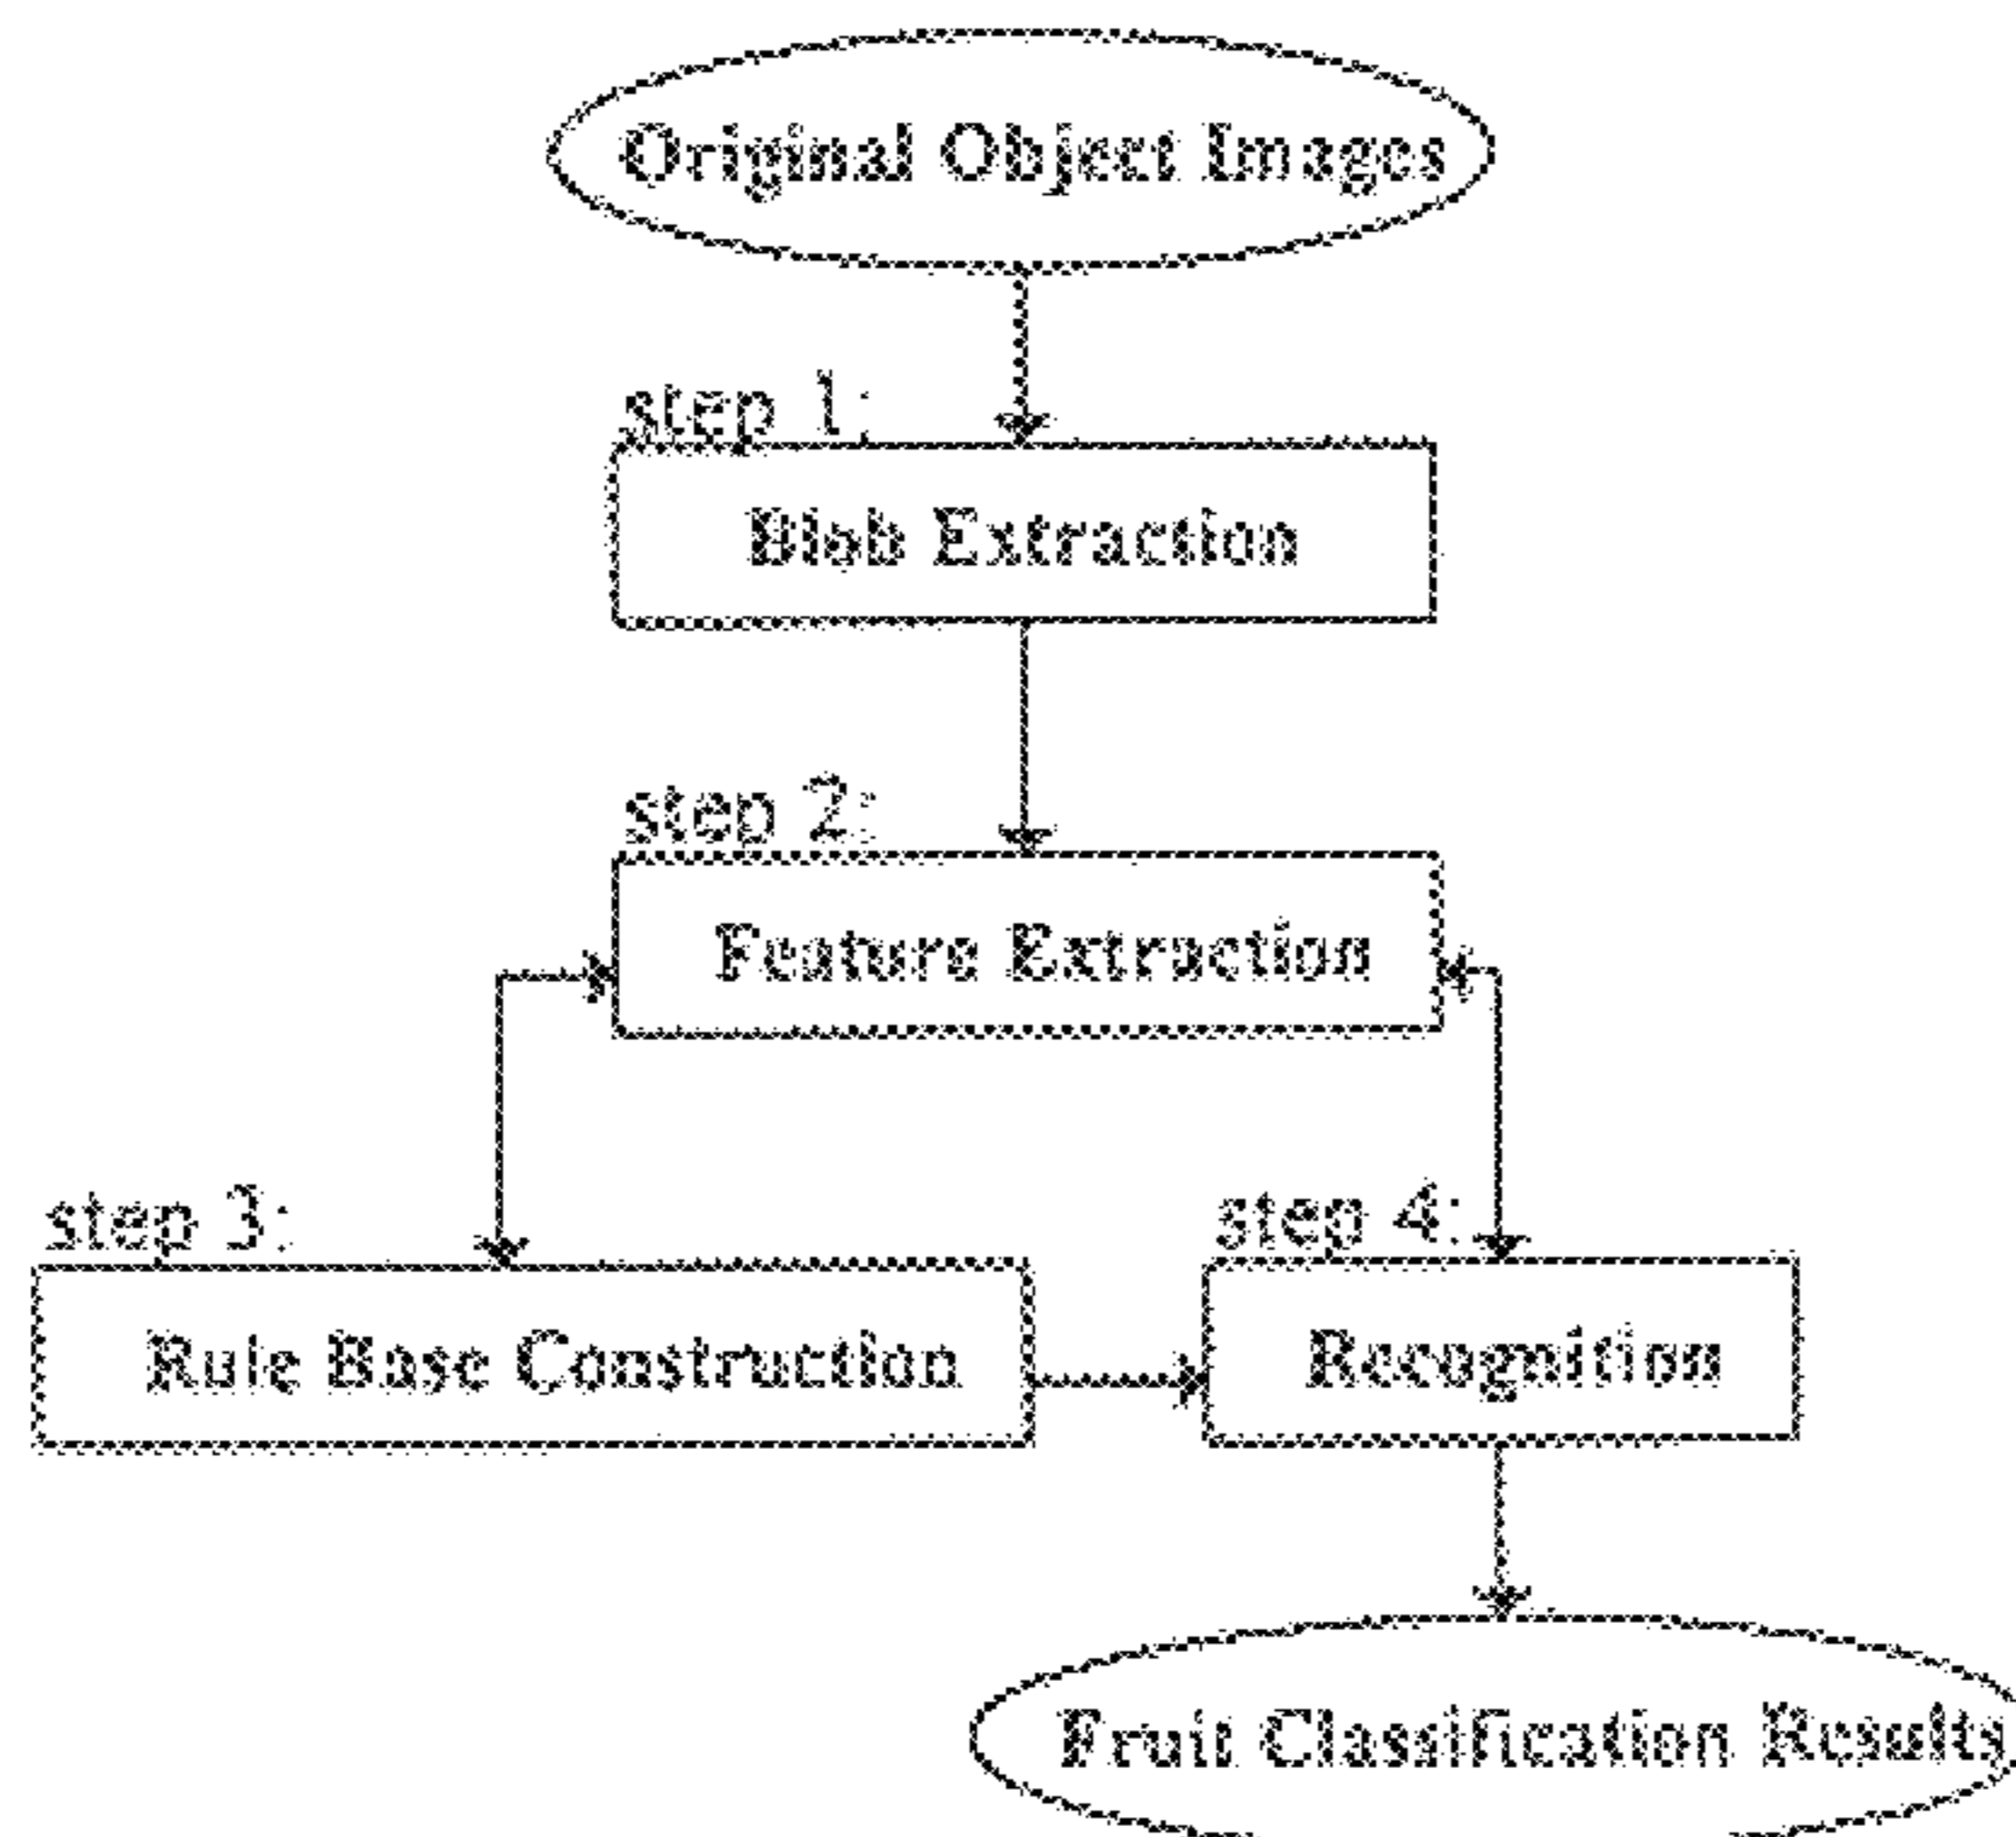 Original Object Images
step 1:
Blob Extraction
step 2:
Feature Extraction
step 3:
step 4:
Rule Base Construction
Recognition
Fruit Classification Results